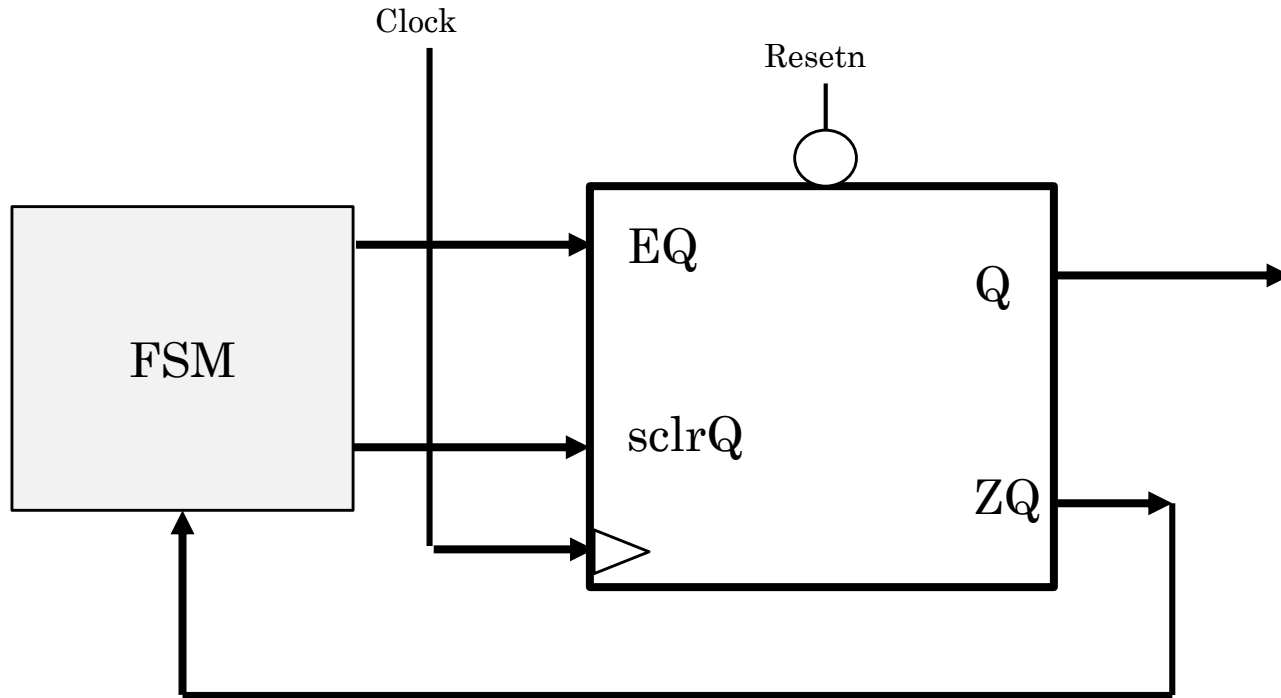 Clock
Resetn
EQ
Q
FSM
sclrQ
ZQ